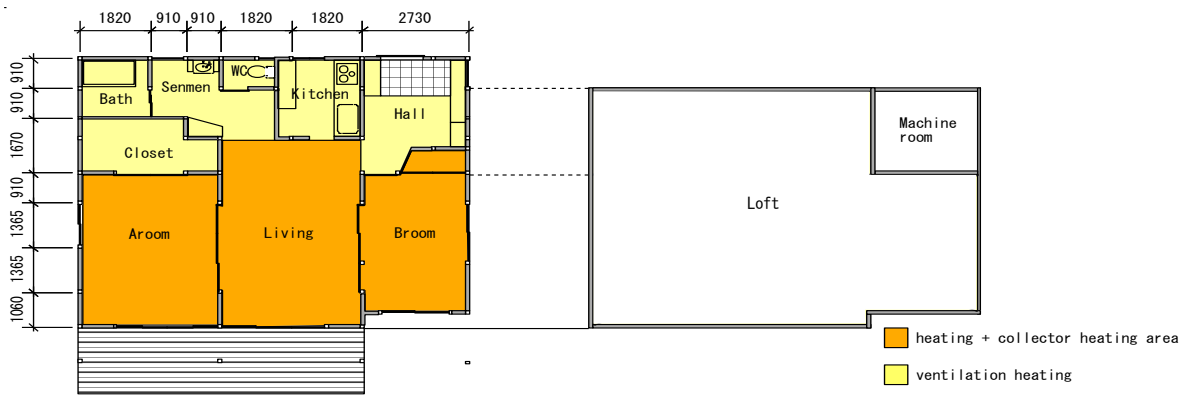 1820 910 910 1820 1820 2730
910
910
1670
910
1365
1365
1060
Bath
Senmen
WC
Kitchen
Hall
Closet
Aroom
Living
Broom
Machine
room
Loft
heating + collector heating area
ventilation heating